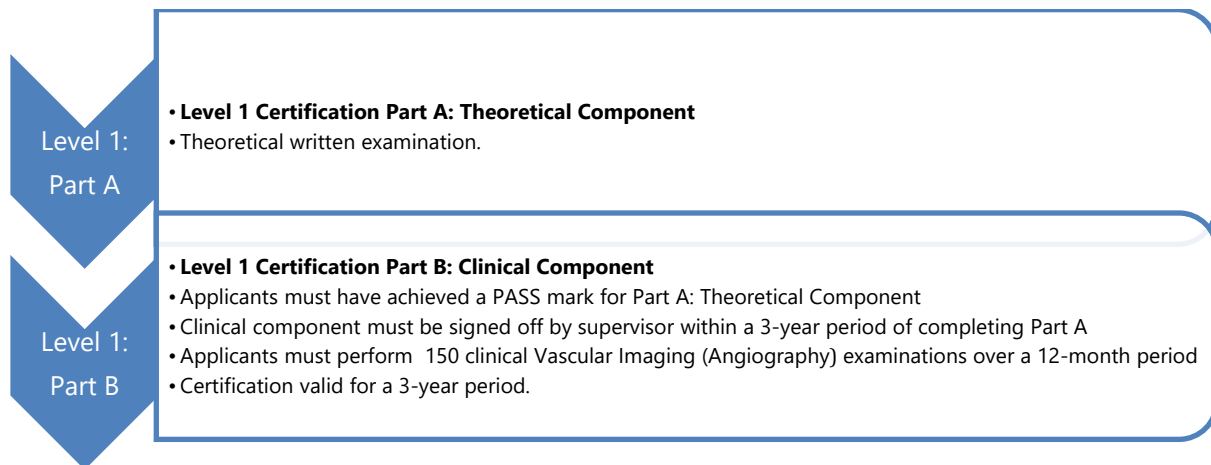 Level 1:
Part A
• Level 1 Certification Part A: Theoretical Component
• Theoretical written examination.
Level 1:
Part B
• Level 1 Certification Part B: Clinical Component
• Applicants must have achieved a PASS mark for Part A: Theoretical Component
• Clinical component must be signed off by supervisor within a 3-year period of completing Part A
• Applicants must perform  150 clinical Vascular Imaging (Angiography) examinations over a 12-month period
• Certification valid for a 3-year period.